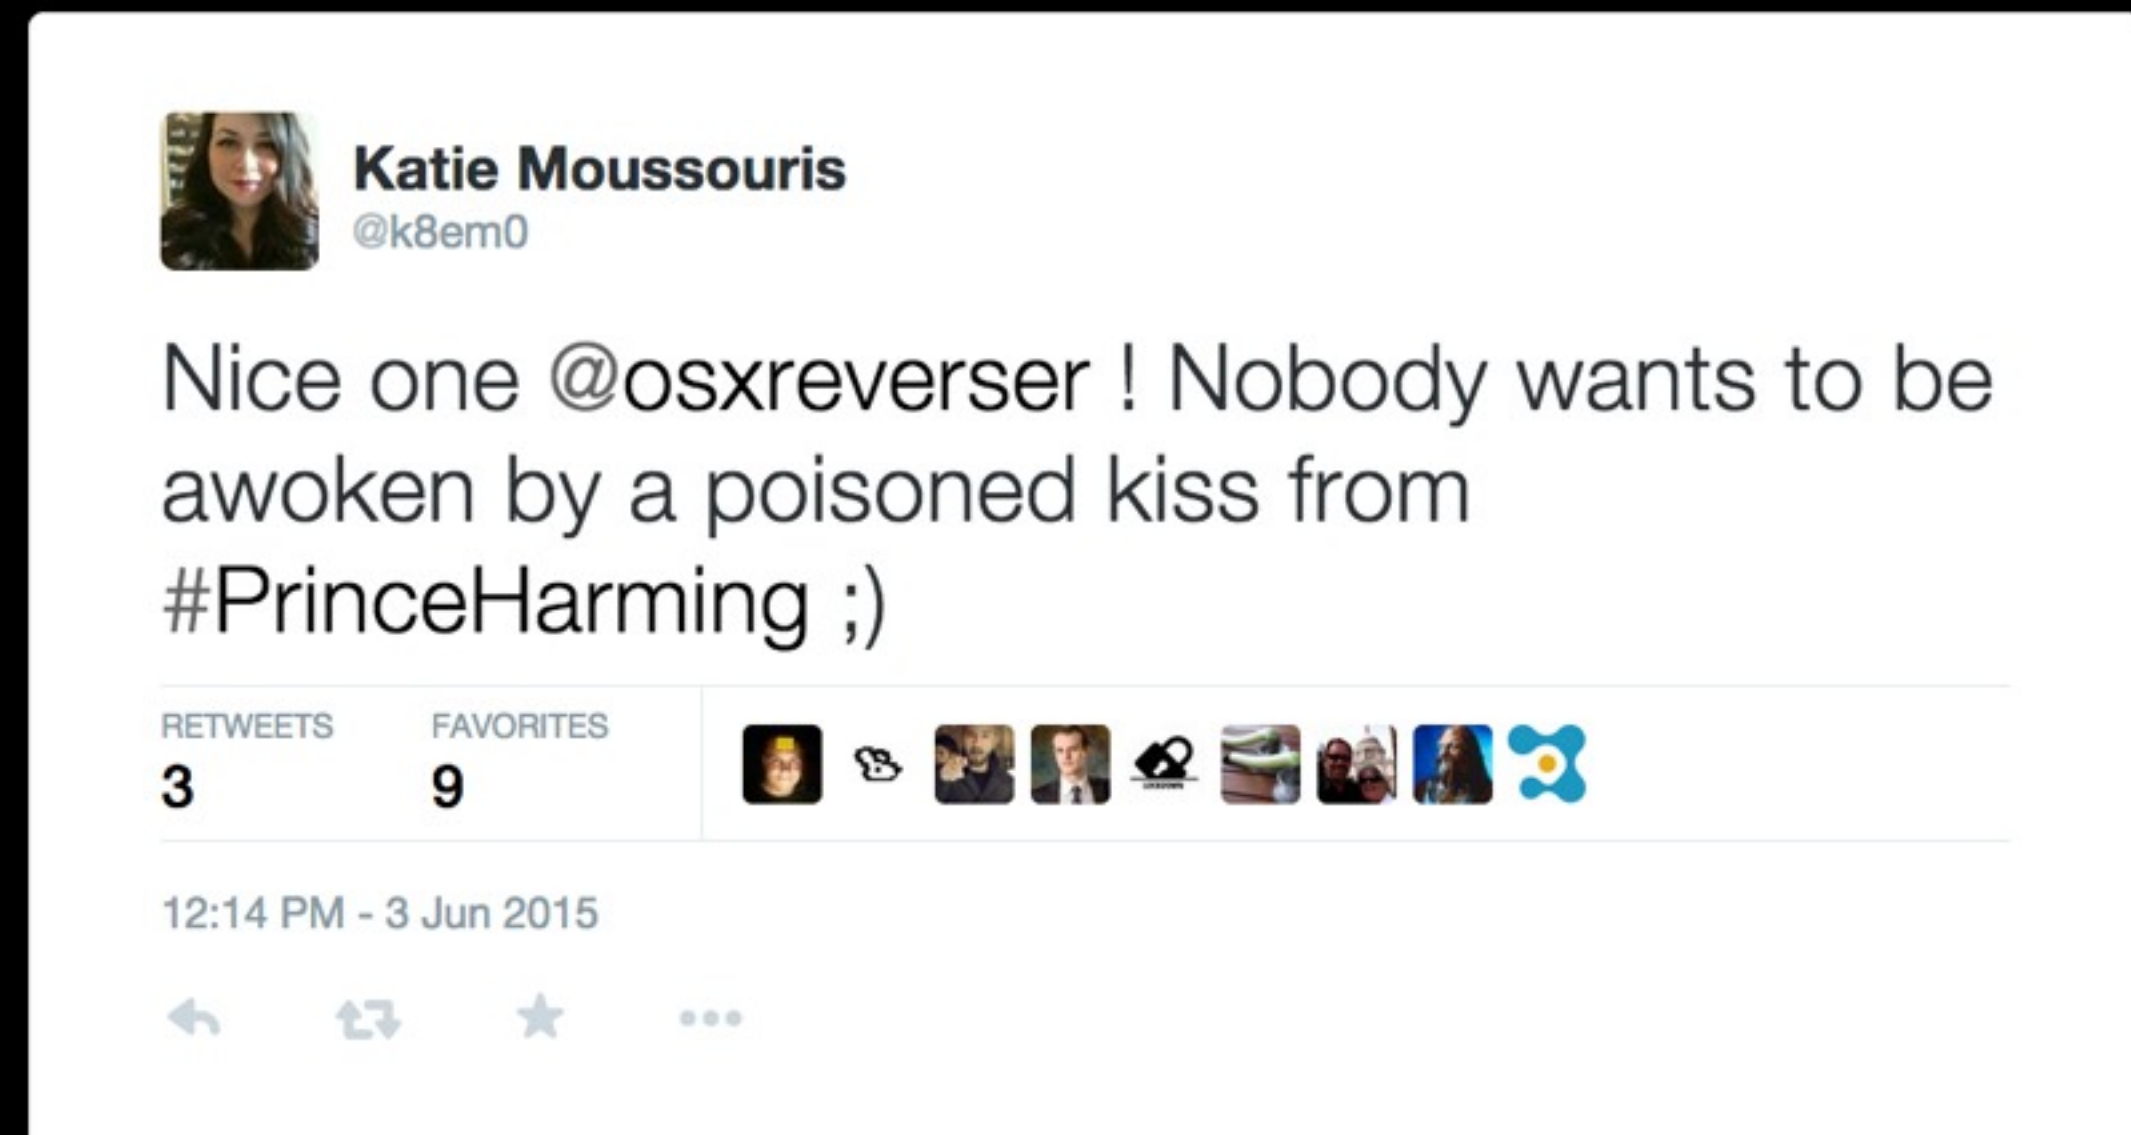 Katie Moussouris
@k8em0
Nice one @osxreverser ! Nobody wants to be
awoken by a poisoned kiss from
#PrinceHarming ;)
RETWEETS
3
FAVORITES
9
12:14 PM - 3 Jun 2015